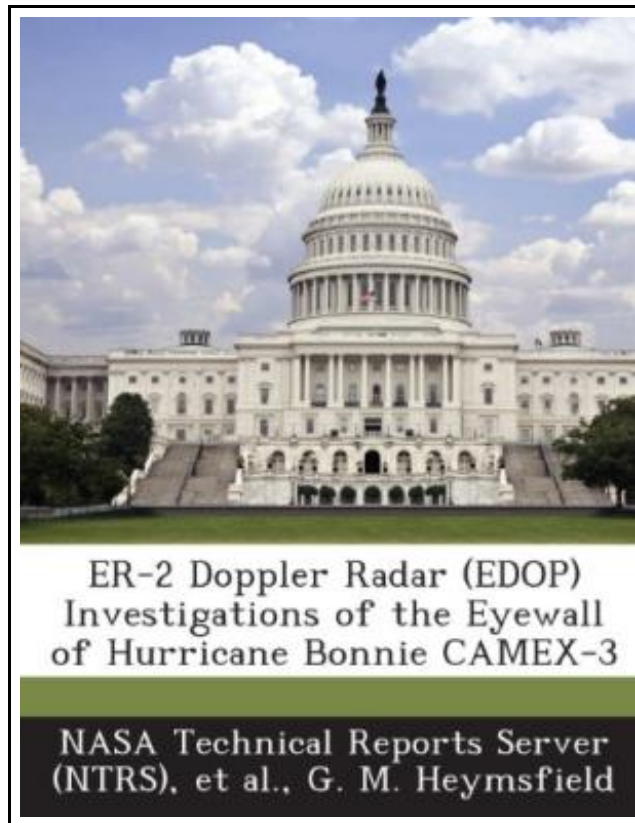 ER-2 Doppler Radar (EDOP)
Investigations of the Eyewall
of Hurricane Bonnie CAMEX-3
NASA Technical Reports Server
(NTRS), et al., G. M. Heymsfield